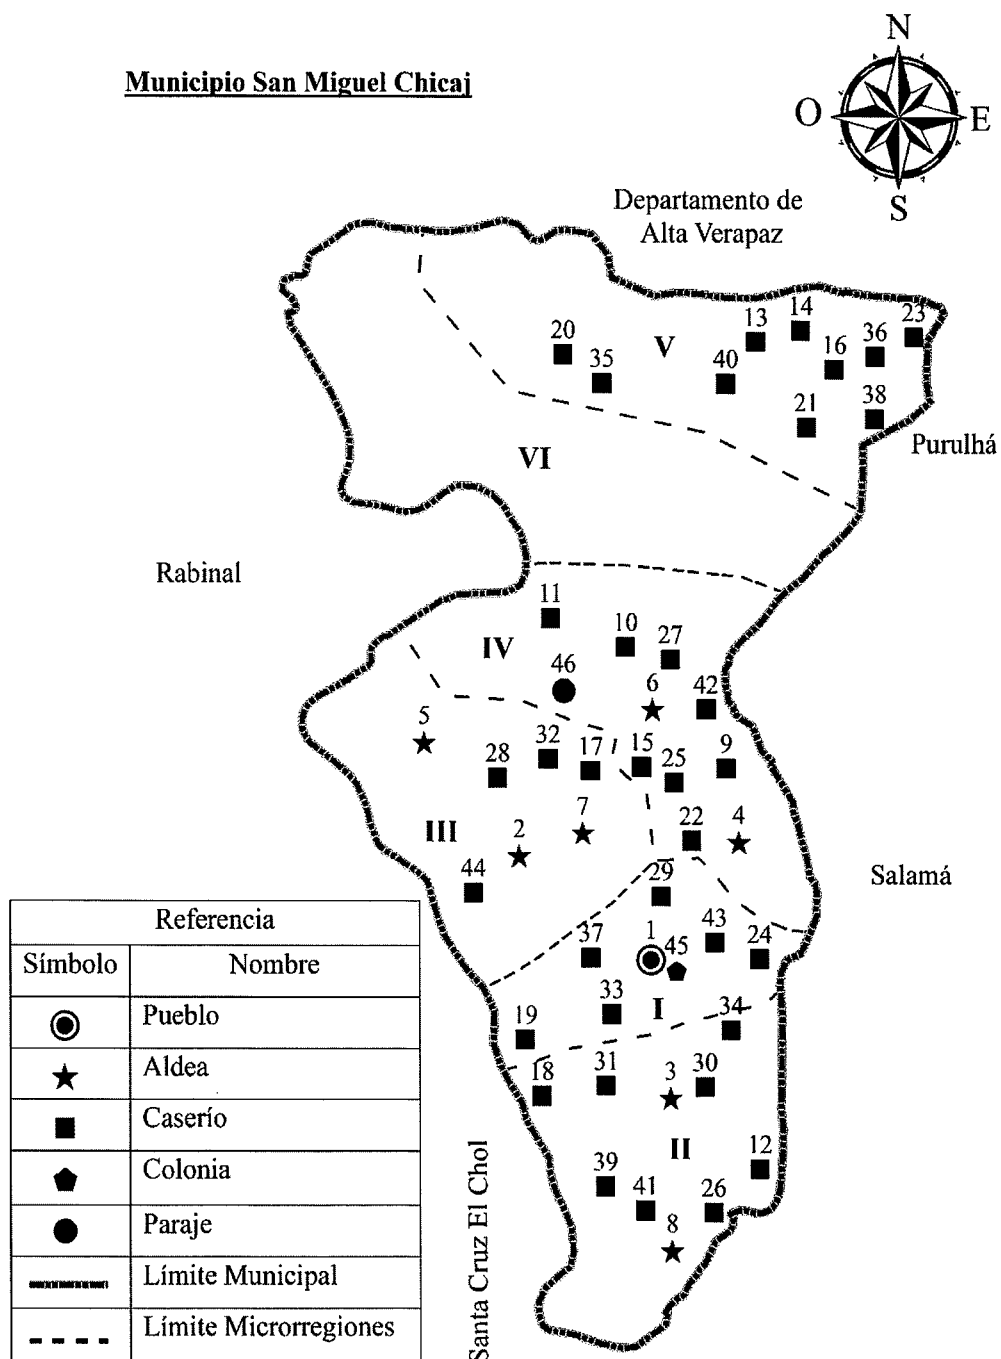 Municipio San Miguel Chicaj
N
O
E
S
Departamento de
Alta Verapaz
14
23
13
36
20
V
16
35
40
38
21
Purulhá
VI
Rabinal
11
10
27
IV
46
6
42
5
32
17
15
9
28
25
7
22
4
III
2
44
29
Salamá
43
1
24
37
45
33
I
34
19
31
30
18
3
II
12
39
41
26
8
Santa Cruz El Chol
Referencia
Símbolo Nombre
Pueblo
Aldea
Caserío
Colonia
Paraje
Límite Municipal
Límite Microrregiones